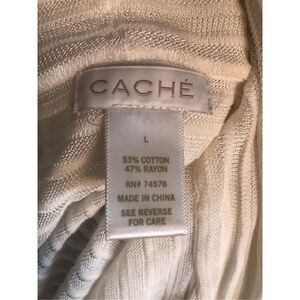 CACHÉ
L
53% COTTON
47% RAYON
RN# 74578
MADE IN CHINA
SEE REVERSE
FOR CARE